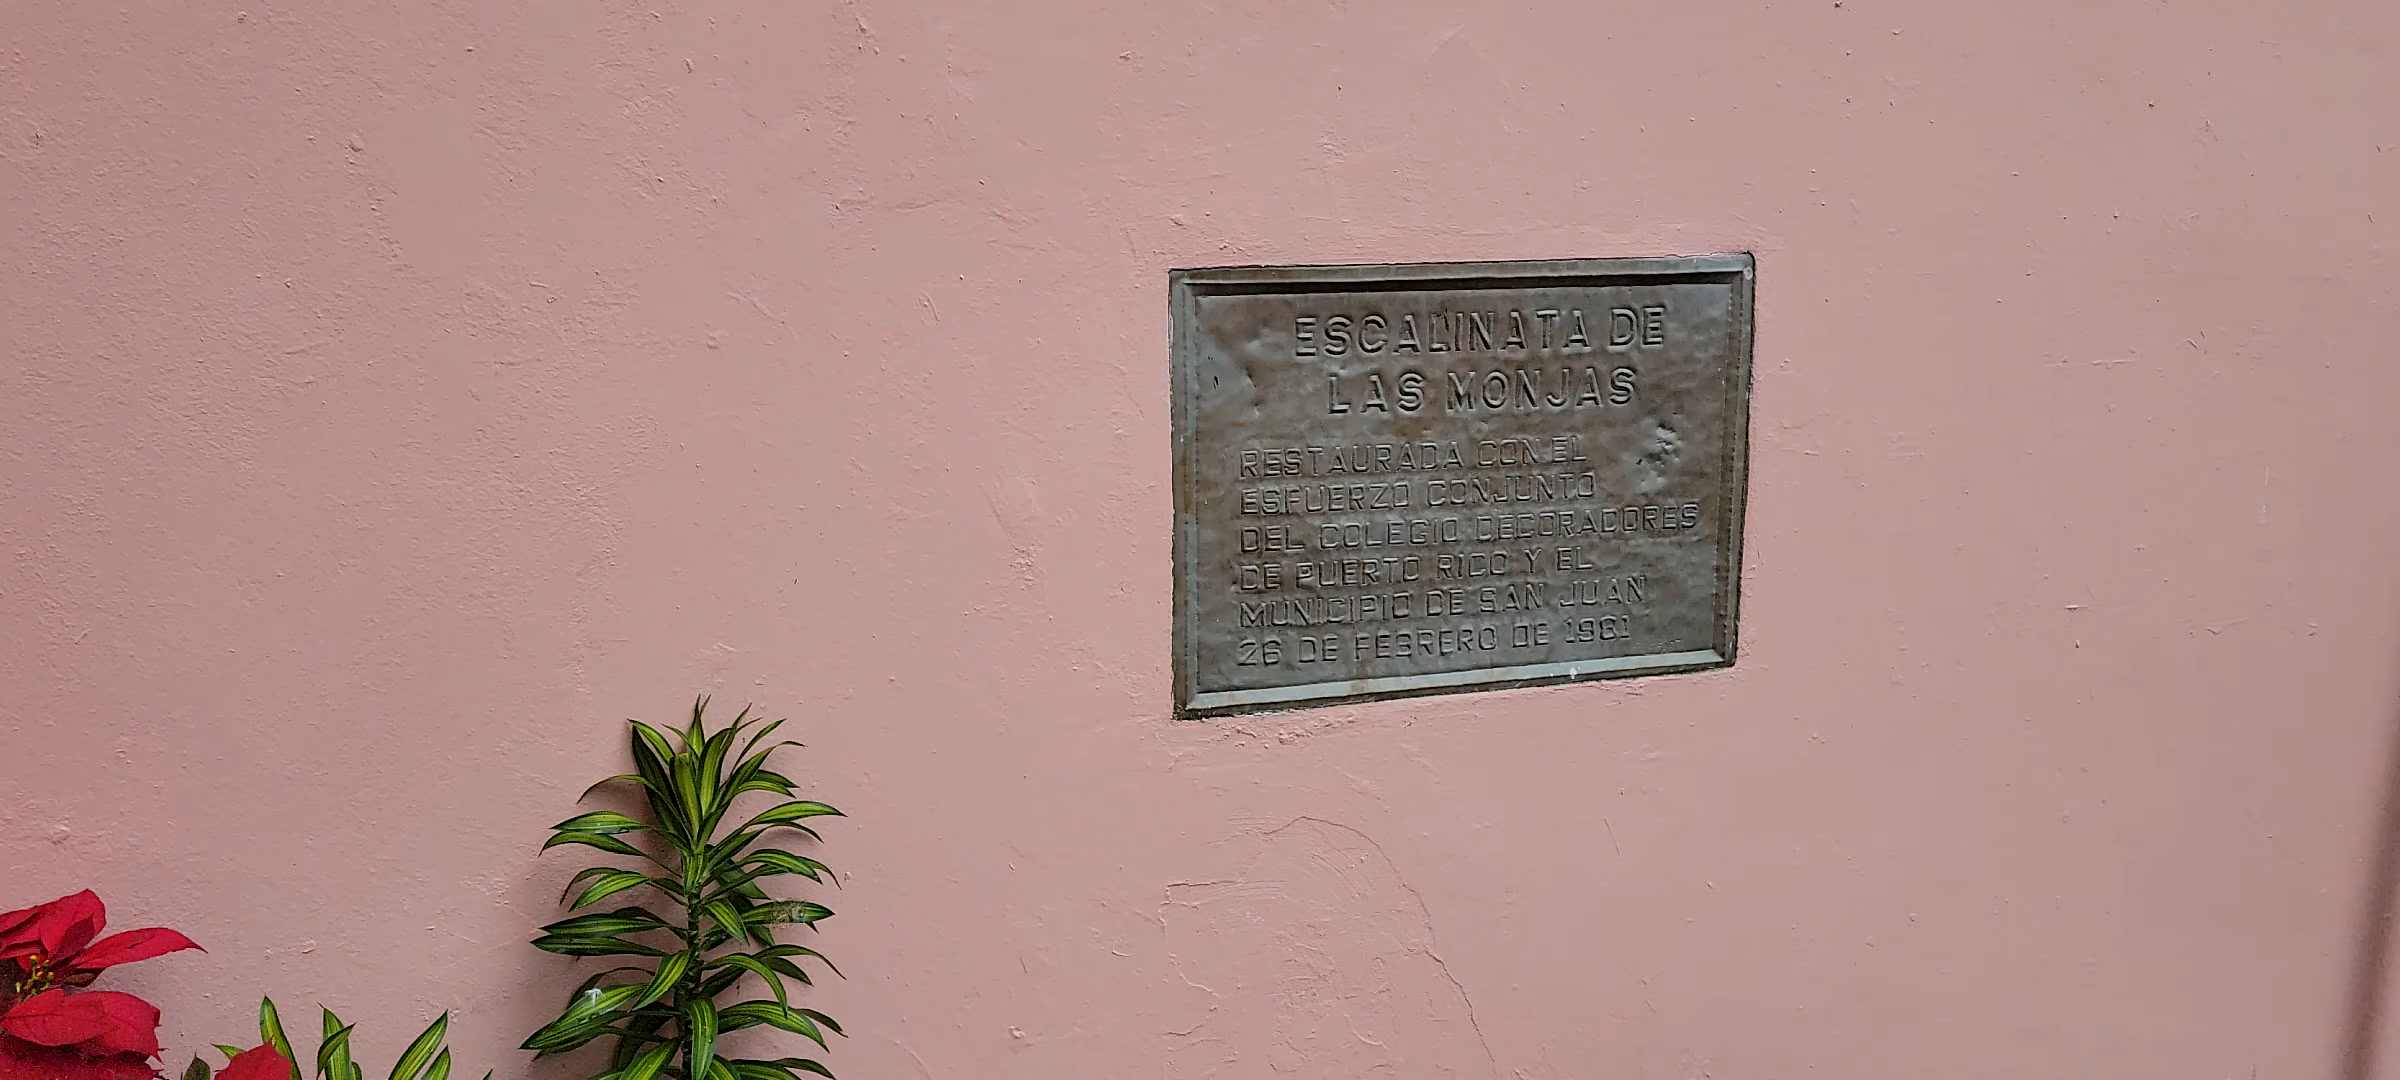 ESCALINATA DE
LAS MONJAS
RESTAURADA CON EL
ESFUERZO CONJUNTO
DEL COLEGIO DECORADORES
DE PUERTO RICO Y EL
MUNICIPIO DE SAN JUAN
26 DE FEBRERO DE 1981